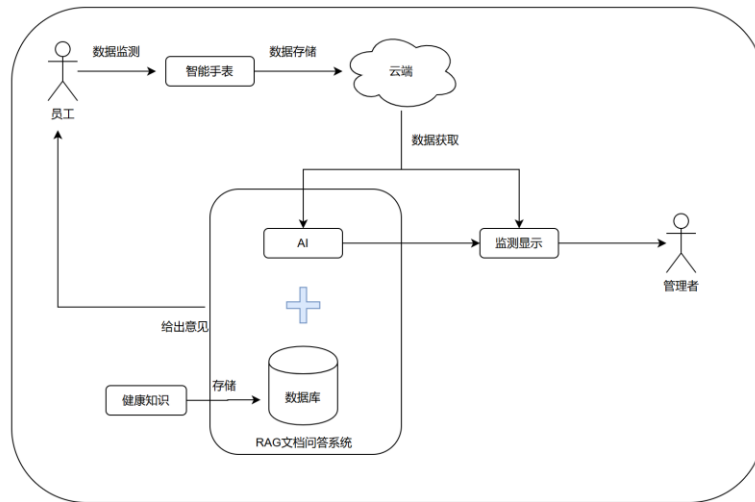 数据监测
数据存储
智能手表
云端
员工
数据获取
AI
监测显示
管理者
给出意见
健康知识
存储
数据库
RAG文档问答系统